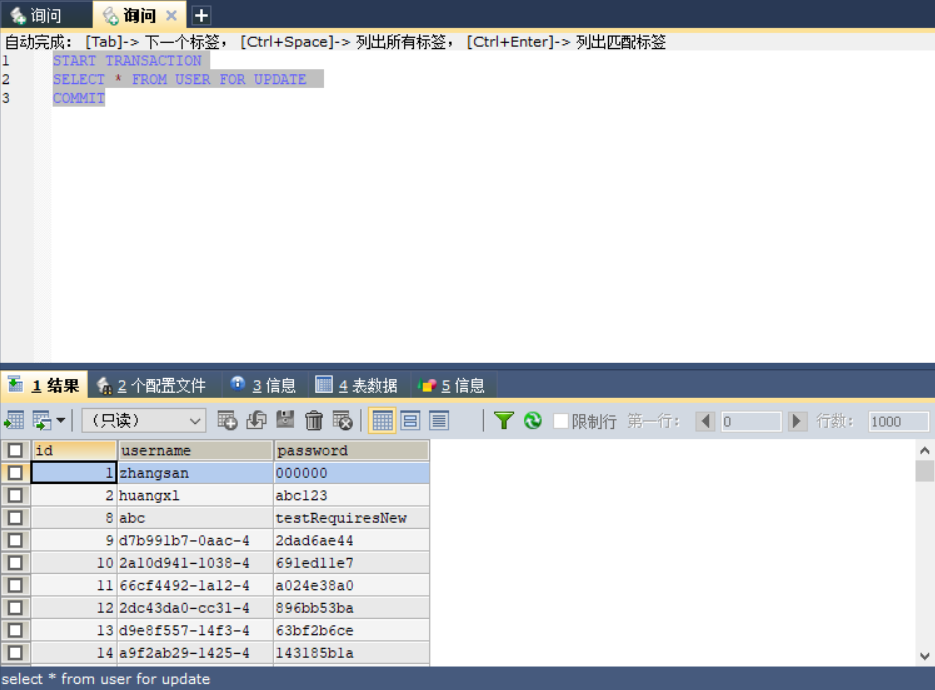 询问 询问
自动完成： [Tab]-> 下一个标签， [Ctrl+Space]-> 列出所有标签， [Ctrl+Enter]-> 列出匹配标签
1 START TRANSACTION
2 SELECT * FROM USER FOR UPDATE
3 COMMIT
1 结果 2 个配置文件 3 信息 4 表数据 5 信息
（只读） 限制行 第一行： 0 行数： 1000
id username password
1 zhangsan 000000
2 huangxl abc123
8 abc testRequiresNew
9 d7b991b7-0aac-4 2dad6ae44
10 2a10d941-1038-4 691ed11e7
11 66cf4492-1a12-4 a024e38a0
12 2dc43da0-cc31-4 896bb53ba
13 d9e8f557-14f3-4 63bf2b6ce
14 a9f2ab29-1425-4 143185b1a
select * from user for update